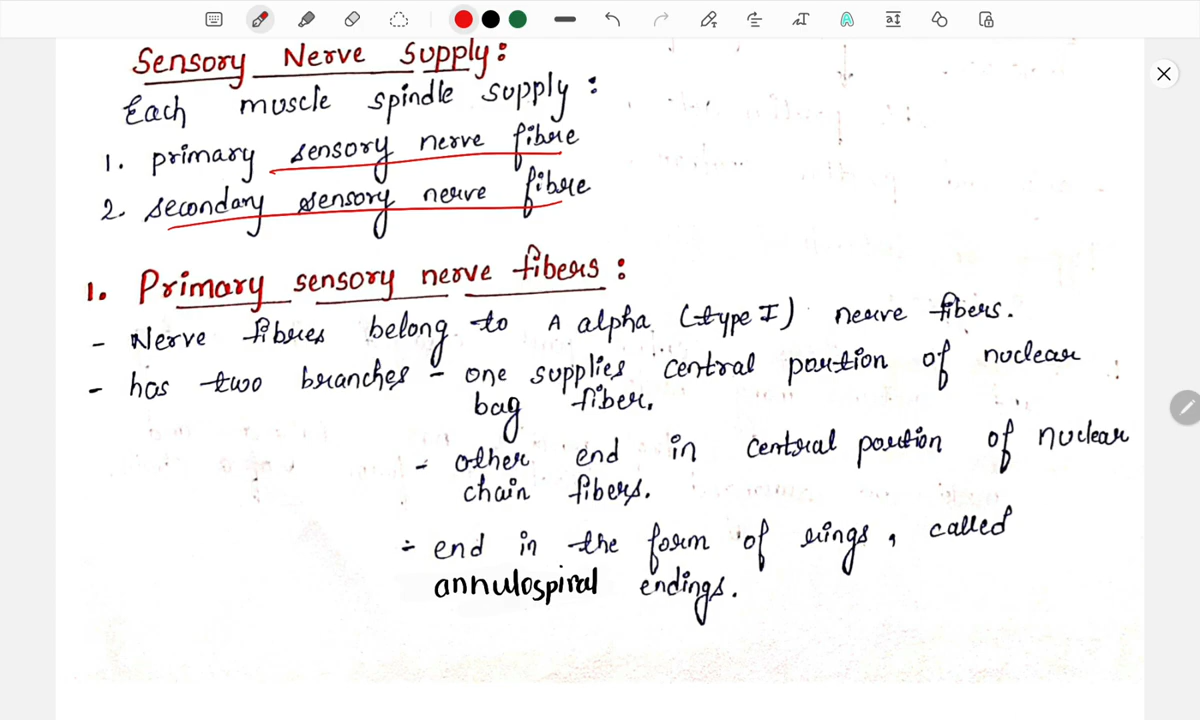 Sensory Nerve Supply:
Each muscle spindle supply:
1. primary sensory nerve fibre
2. secondary sensory nerve fibre
1. Primary sensory nerve fibers:
- Nerve fibres belong to A alpha (type I) nerve fibers.
- has two branches - one supplies central portion of nuclear
bag fiber.
- other end in central portion of nuclear
chain fibers.
- end in the form of rings, called
annulospiral endings.